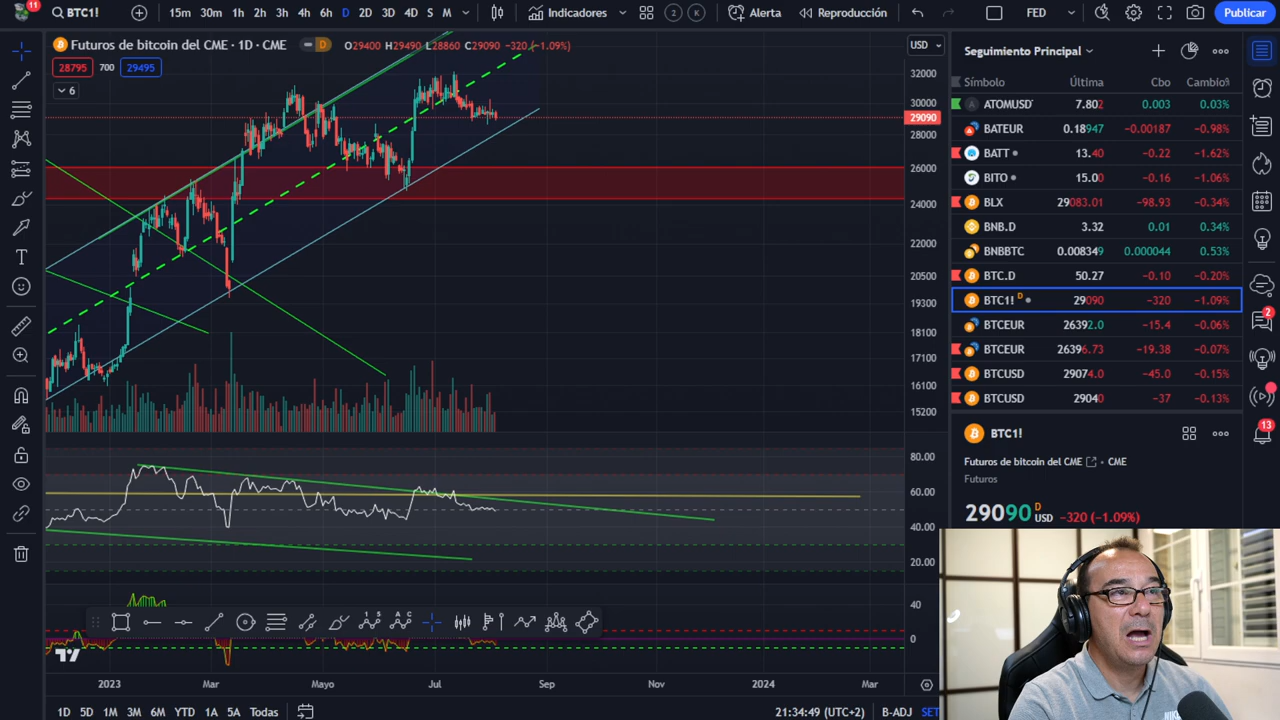 11
BTC1!
15m 30m 1h 2h 3h 4h 6h D 2D 3D 4D S M
Indicadores
2 K
Alerta
Reproducción
FED
Publicar
Futuros de bitcoin del CME · 1D · CME
D
O29400 H29490 L28860 C29090 −320 (−1.09%)
28795 700 29495
6
USD
32000
30000
29090
28000
26000
24000
22000
20500
19300
18100
17100
16100
15200
80.00
60.00
40.00
20.00
40
0
2023 Mar Mayo Jul Sep Nov 2024 Mar
1D 5D 1M 3M 6M YTD 1A 5A Todas
21:34:49 (UTC+2) B-ADJ SET
Seguimiento Principal
Símbolo Última Cbo Cambio%
ATOMUSD 7.802 0.003 0.03%
BATEUR 0.18947 −0.00187 −0.98%
BATT 13.40 −0.22 −1.62%
BITO 15.00 −0.16 −1.06%
BLX 29083.01 −98.93 −0.34%
BNB.D 3.32 0.01 0.34%
BNBBTC 0.008349 0.000044 0.53%
BTC.D 50.27 −0.10 −0.20%
BTC1! D 29090 −320 −1.09%
BTCEUR 26392.0 −15.4 −0.06%
BTCEUR 26396.73 −19.38 −0.07%
BTCUSD 29074.0 −45.0 −0.15%
BTCUSD 29040 −37 −0.13%
BTC1!
Futuros de bitcoin del CME · CME
Futuros
29090 D USD −320 (−1.09%)
2
13
NIKE